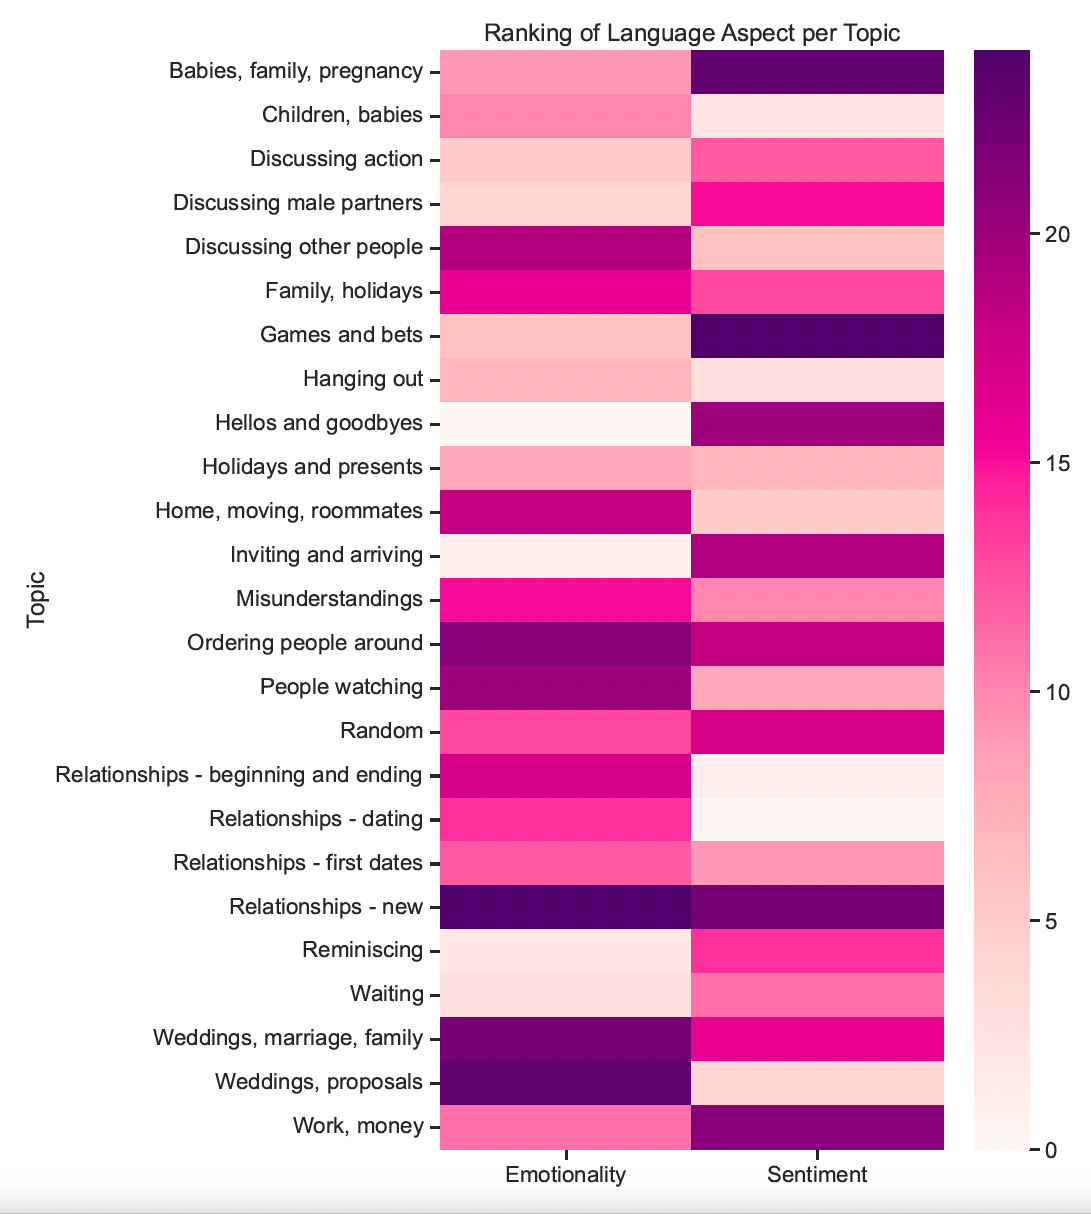 Ranking of Language Aspect per Topic
Babies, family, pregnancy
Children, babies
Discussing action
Discussing male partners
Discussing other people
Family, holidays
Games and bets
Hanging out
Hellos and goodbyes
Holidays and presents
Home, moving, roommates
Inviting and arriving
Misunderstandings
Ordering people around
People watching
Random
Relationships - beginning and ending
Relationships - dating
Relationships - first dates
Relationships - new
Reminiscing
Waiting
Weddings, marriage, family
Weddings, proposals
Work, money
Topic
Emotionality
Sentiment
20
15
10
5
0